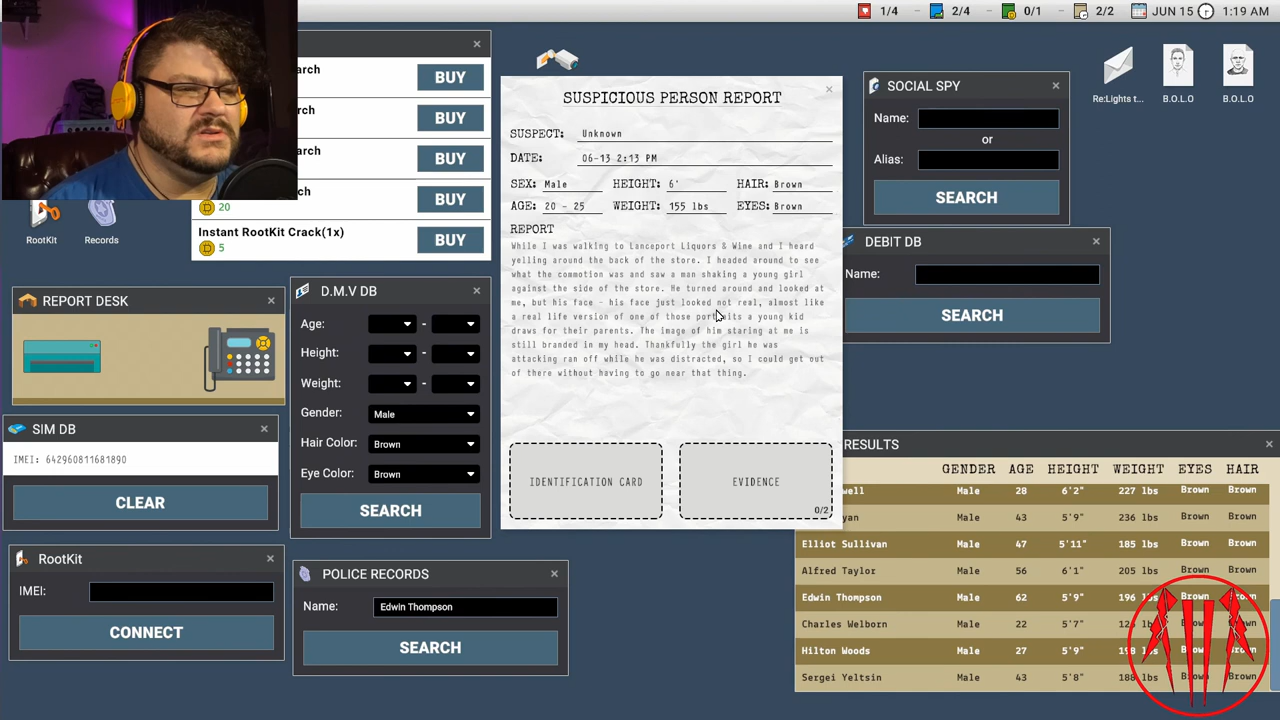 1/4
2/4
0/1
2/2
JUN 15
1:19 AM
arch
BUY
BUY
arch
BUY
ch
20
BUY
Instant RootKit Crack(1x)
5
BUY
RootKit
Records
Re:Lights t...
B.O.L.O
B.O.L.O
SUSPICIOUS PERSON REPORT
SUSPECT: Unknown
DATE: 06-13 2:13 PM
SEX: Male HEIGHT: 6' HAIR: Brown
AGE: 20 - 25 WEIGHT: 155 lbs EYES: Brown
REPORT
While I was walking to Lanceport Liquors & Wine and I heard
yelling around the back of the store. I headed around to see
what the commotion was and saw a man shaking a young girl
against the side of the store. He turned around and looked at
me, but his face - his face just looked not real, almost like
a real life version of one of those portraits a young kid
draws for their parents. The image of him staring at me is
still branded in my head. Thankfully the girl he was
attacking ran off while he was distracted, so I could get out
of there without having to go near that thing.
IDENTIFICATION CARD
EVIDENCE
0/2
SOCIAL SPY
Name:
or
Alias:
SEARCH
DEBIT DB
Name:
SEARCH
REPORT DESK
SIM DB
IMEI: 642960811681890
CLEAR
RootKit
IMEI:
CONNECT
D.M.V DB
Age: -
Height: -
Weight: -
Gender: Male
Hair Color: Brown
Eye Color: Brown
SEARCH
POLICE RECORDS
Name: Edwin Thompson
SEARCH
RESULTS
GENDER AGE HEIGHT WEIGHT EYES HAIR
well Male 28 6'2" 227 lbs Brown Brown
yan Male 43 5'9" 236 lbs Brown Brown
Elliot Sullivan Male 47 5'11" 185 lbs Brown Brown
Alfred Taylor Male 56 6'1" 205 lbs Brown Brown
Edwin Thompson Male 62 5'9" 196 lbs Brown Brown
Charles Welborn Male 22 5'7" Brown Brown
Hilton Woods Male 27 5'9" Brown Brown
Sergei Yeltsin Male 43 5'8" Brown Brown